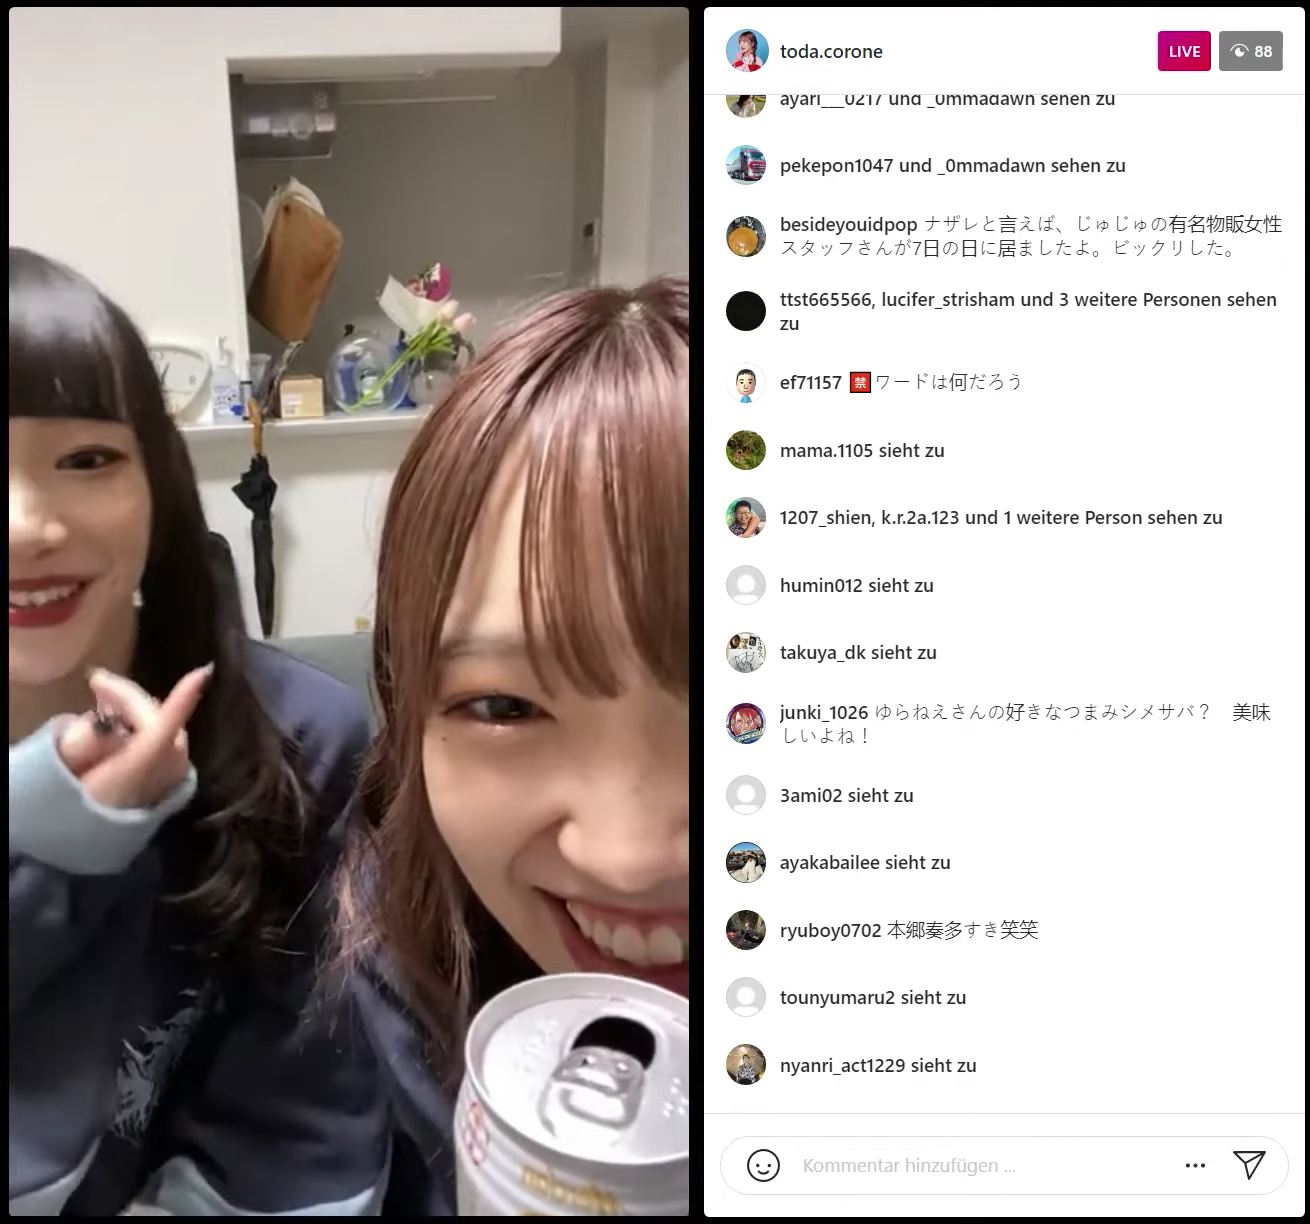 toda.corone
LIVE
88
ayari___0217 und _0mmadawn sehen zu
pekepon1047 und _0mmadawn sehen zu
besideyouidpop ナザレと言えば、じゅじゅの有名物販女性
スタッフさんが7日の日に居ましたよ。ビックリした。
ttst665566, lucifer_strisham und 3 weitere Personen sehen
zu
ef71157 禁ワードは何だろう
mama.1105 sieht zu
1207_shien, k.r.2a.123 und 1 weitere Person sehen zu
humin012 sieht zu
takuya_dk sieht zu
junki_1026 ゆらねえさんの好きなつまみシメサバ？ 美味
しいよね！
3ami02 sieht zu
ayakabailee sieht zu
ryuboy0702 本郷奏多すき笑笑
tounyumaru2 sieht zu
nyanri_act1229 sieht zu
Kommentar hinzufügen ...